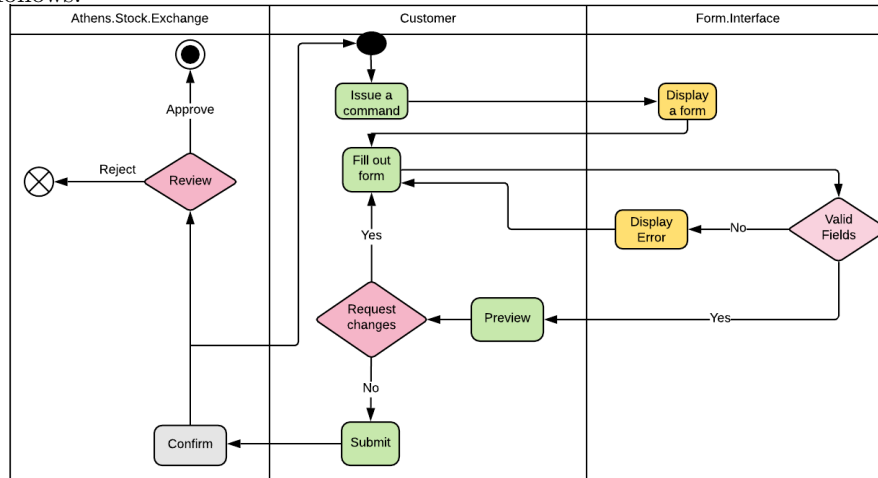 follows.
Athens.Stock.Exchange
Customer
Form.Interface
Issue a
command
Display
a form
Approve
Fill out
form
Reject
Review
Valid
Fields
Display
Error
No
Yes
Request
changes
Preview
Yes
No
Confirm
Submit